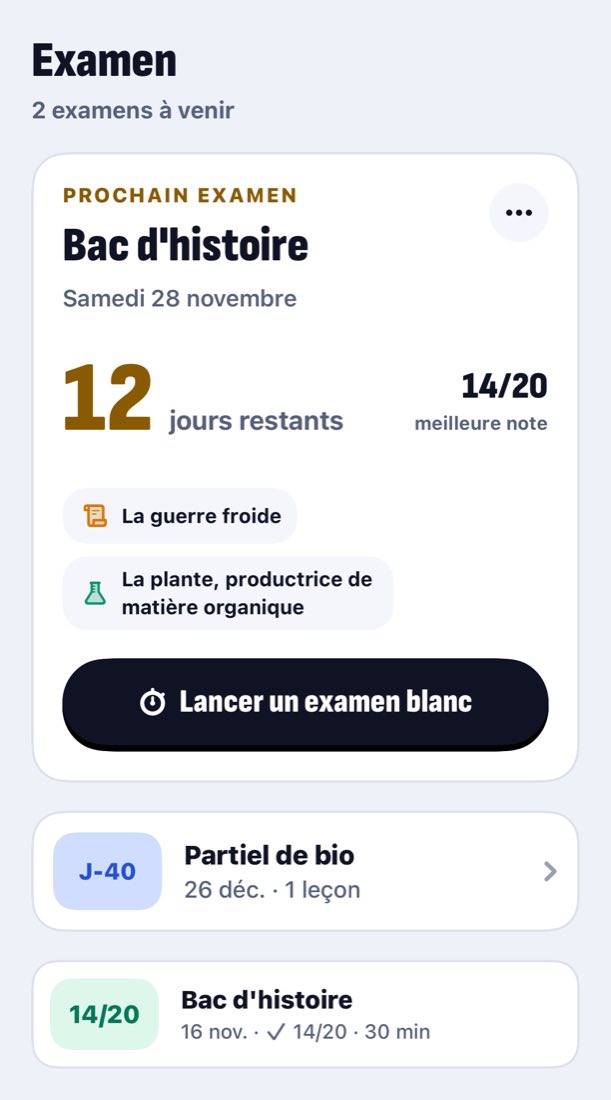 Examen
2 examens à venir
PROCHAIN EXAMEN
Bac d'histoire
Samedi 28 novembre
12 jours restants
14/20
meilleure note
La guerre froide
La plante, productrice de
matière organique
Lancer un examen blanc
J-40
Partiel de bio
26 déc. · 1 leçon
14/20
Bac d'histoire
16 nov. · ✓ 14/20 · 30 min